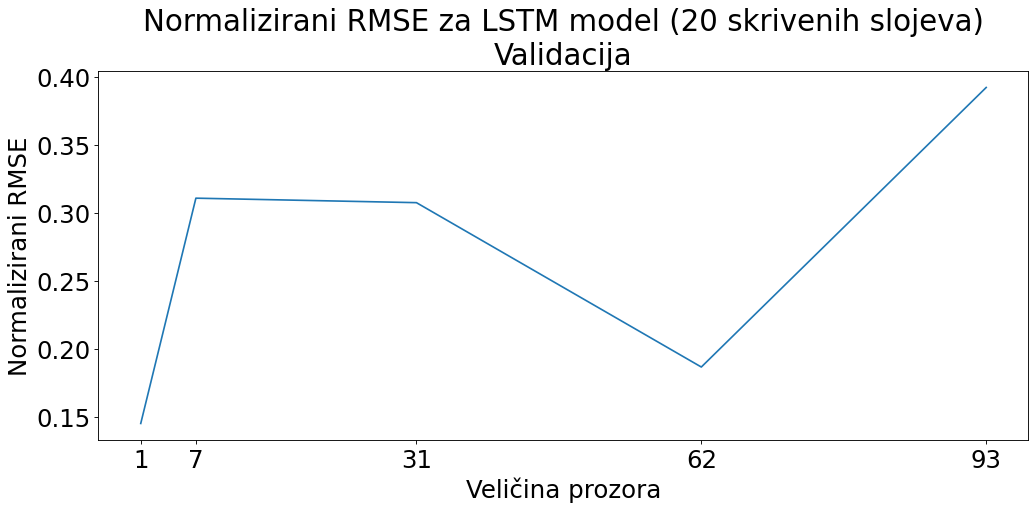 Normalizirani RMSE za LSTM model (20 skrivenih slojeva)
Validacija
Normalizirani RMSE
0.40
0.35
0.30
0.25
0.20
0.15
1 7 31 62 93
Veličina prozora